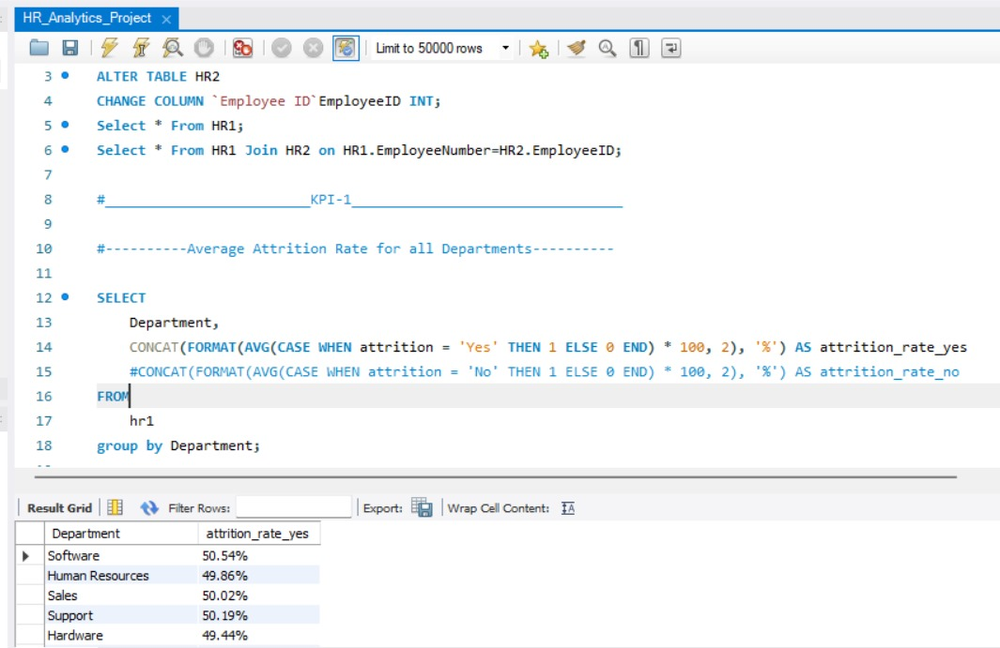 HR_Analytics_Project
Limit to 50000 rows
3 ALTER TABLE HR2
4 CHANGE COLUMN `Employee ID`EmployeeID INT;
5 Select * From HR1;
6 Select * From HR1 Join HR2 on HR1.EmployeeNumber=HR2.EmployeeID;
7
8 #_________________________KPI-1_________________________________
9
10 #----------Average Attrition Rate for all Departments----------
11
12 SELECT
13 Department,
14 CONCAT(FORMAT(AVG(CASE WHEN attrition = 'Yes' THEN 1 ELSE 0 END) * 100, 2), '%') AS attrition_rate_yes
15 #CONCAT(FORMAT(AVG(CASE WHEN attrition = 'No' THEN 1 ELSE 0 END) * 100, 2), '%') AS attrition_rate_no
16 FROM
17 hr1
18 group by Department;
Result Grid Filter Rows: Export: Wrap Cell Content:
Department attrition_rate_yes
Software 50.54%
Human Resources 49.86%
Sales 50.02%
Support 50.19%
Hardware 49.44%